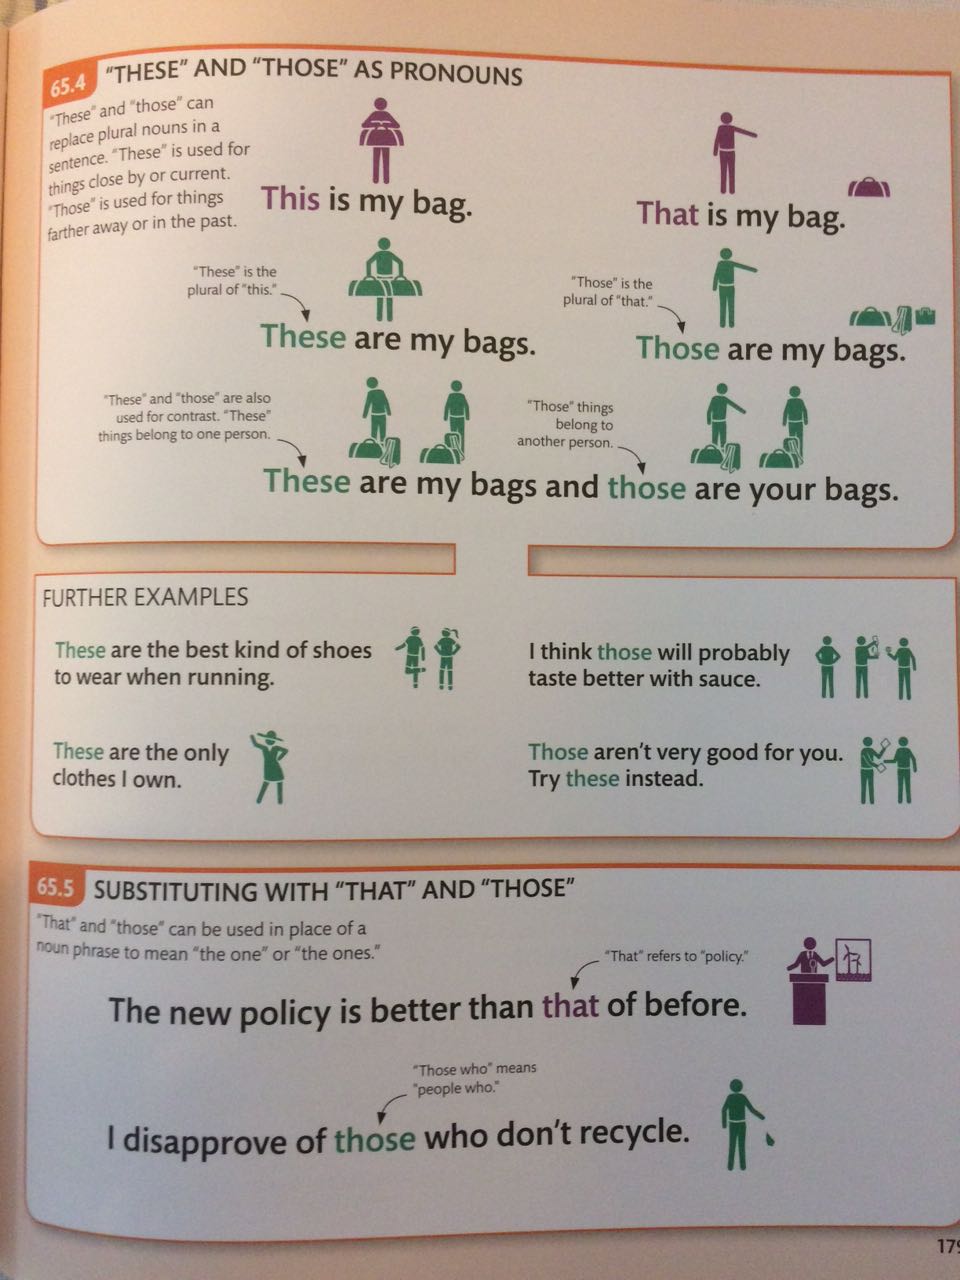 65.4 "THESE" AND "THOSE" AS PRONOUNS
"These" and "those" can
replace plural nouns in a
sentence. "These" is used for
things close by or current.
"Those" is used for things
farther away or in the past.
This is my bag.
That is my bag.
"These" is the
plural of "this."
These are my bags.
"Those" is the
plural of "that."
Those are my bags.
"These" and "those" are also
used for contrast. "These"
things belong to one person.
"Those" things
belong to
another person.
These are my bags and those are your bags.
FURTHER EXAMPLES
These are the best kind of shoes
to wear when running.
I think those will probably
taste better with sauce.
These are the only
clothes I own.
Those aren't very good for you.
Try these instead.
65.5 SUBSTITUTING WITH "THAT" AND "THOSE"
"That" and "those" can be used in place of a
noun phrase to mean "the one" or "the ones."
"That" refers to "policy."
The new policy is better than that of before.
"Those who" means
"people who."
I disapprove of those who don't recycle.
179